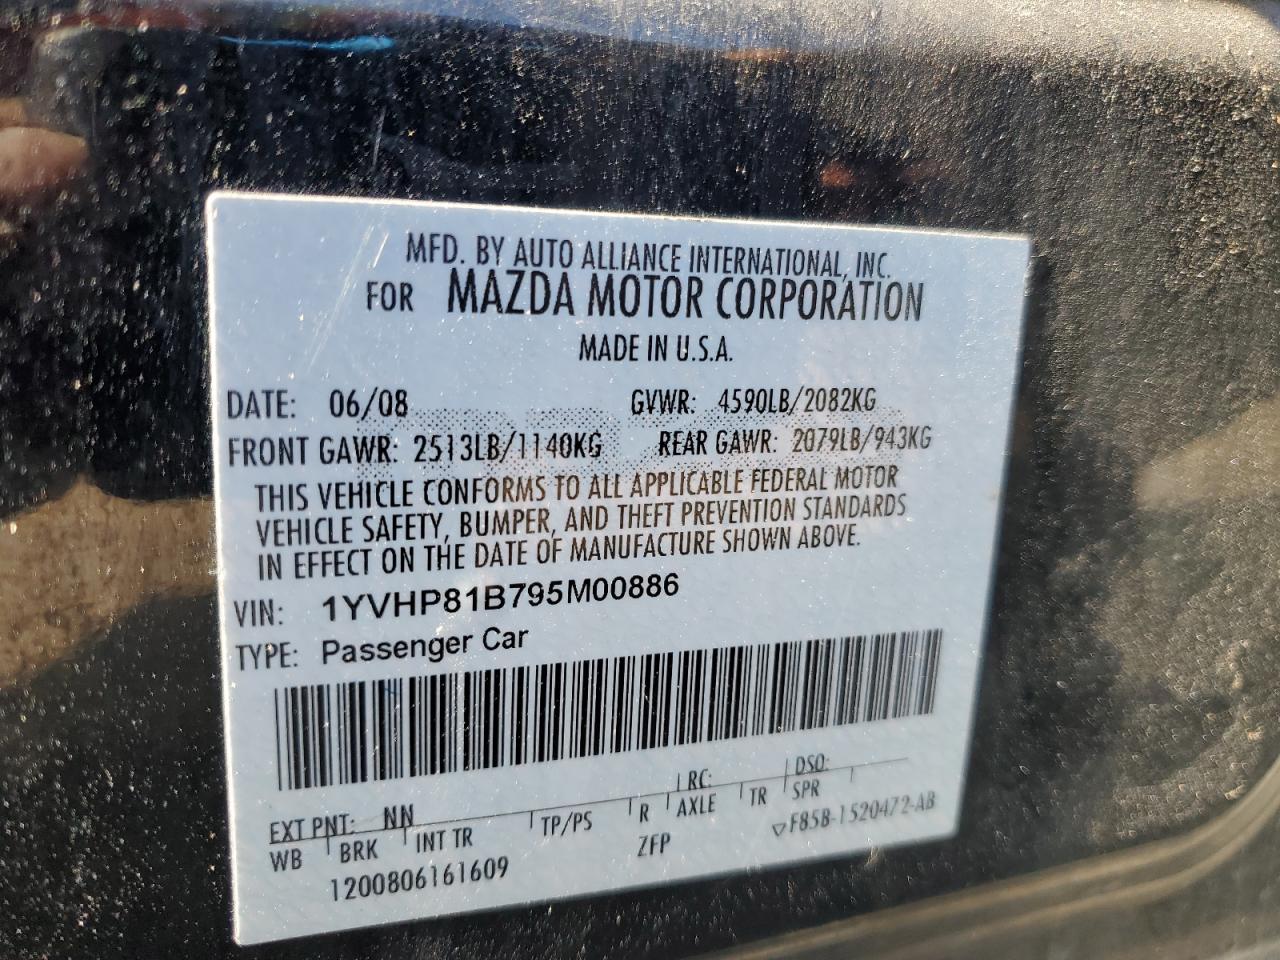 MFD. BY AUTO ALLIANCE INTERNATIONAL, INC.
FOR MAZDA MOTOR CORPORATION
MADE IN U.S.A.
DATE: 06/08 GVWR: 4590LB/2082KG
FRONT GAWR: 2513LB/1140KG REAR GAWR: 2079LB/943KG
THIS VEHICLE CONFORMS TO ALL APPLICABLE FEDERAL MOTOR
VEHICLE SAFETY, BUMPER, AND THEFT PREVENTION STANDARDS
IN EFFECT ON THE DATE OF MANUFACTURE SHOWN ABOVE.
VIN: 1YVHP81B795M00886
TYPE: Passenger Car
EXT PNT: NN RC: DSO:
WB BRK INT TR TP/PS R AXLE TR SPR
ZFP ▽F85B-1520472-AB
1200806161609